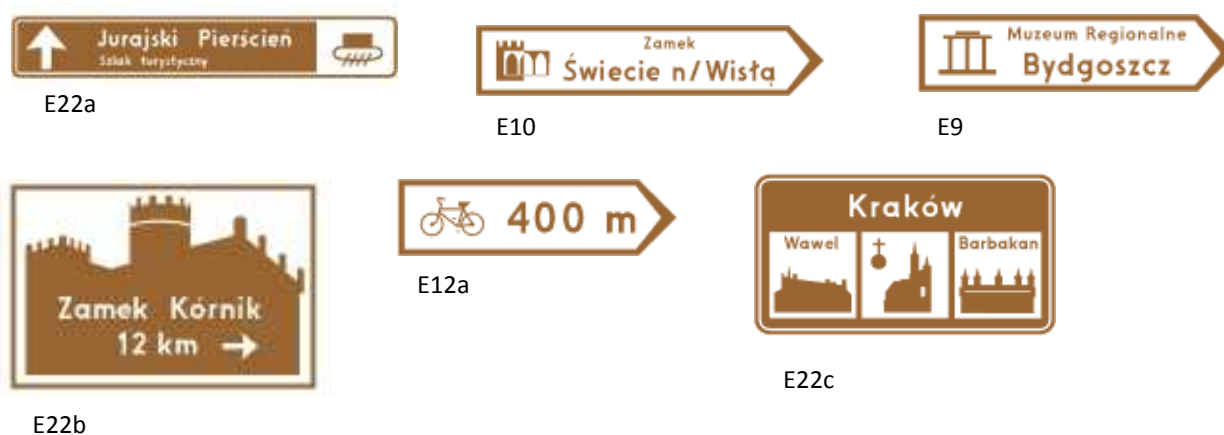 Jurajski Pierścień
Szlak turystyczny
E22a
Zamek
Świecie n/Wisłą
E10
Muzeum Regionalne
Bydgoszcz
E9
Zamek Kórnik
12 km
E22b
400 m
E12a
Kraków
Wawel
Barbakan
E22c